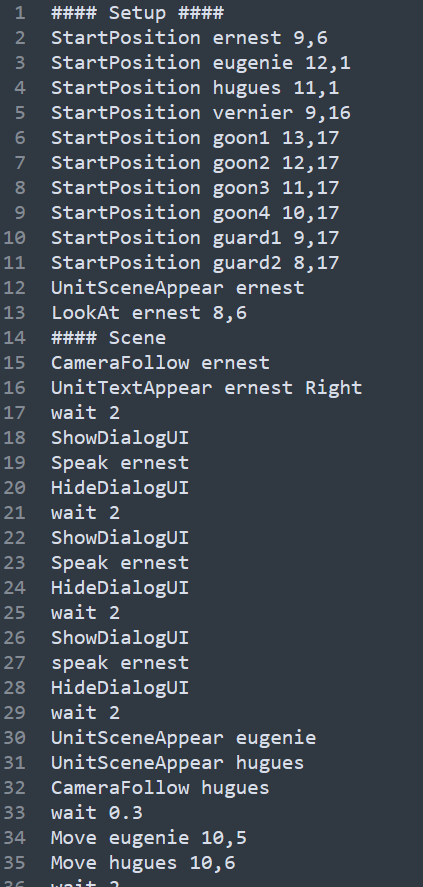 1 #### Setup ####
2 StartPosition ernest 9,6
3 StartPosition eugenie 12,1
4 StartPosition hugues 11,1
5 StartPosition vernier 9,16
6 StartPosition goon1 13,17
7 StartPosition goon2 12,17
8 StartPosition goon3 11,17
9 StartPosition goon4 10,17
10 StartPosition guard1 9,17
11 StartPosition guard2 8,17
12 UnitSceneAppear ernest
13 LookAt ernest 8,6
14 #### Scene
15 CameraFollow ernest
16 UnitTextAppear ernest Right
17 wait 2
18 ShowDialogUI
19 Speak ernest
20 HideDialogUI
21 wait 2
22 ShowDialogUI
23 Speak ernest
24 HideDialogUI
25 wait 2
26 ShowDialogUI
27 speak ernest
28 HideDialogUI
29 wait 2
30 UnitSceneAppear eugenie
31 UnitSceneAppear hugues
32 CameraFollow hugues
33 wait 0.3
34 Move eugenie 10,5
35 Move hugues 10,6
36 wait 2